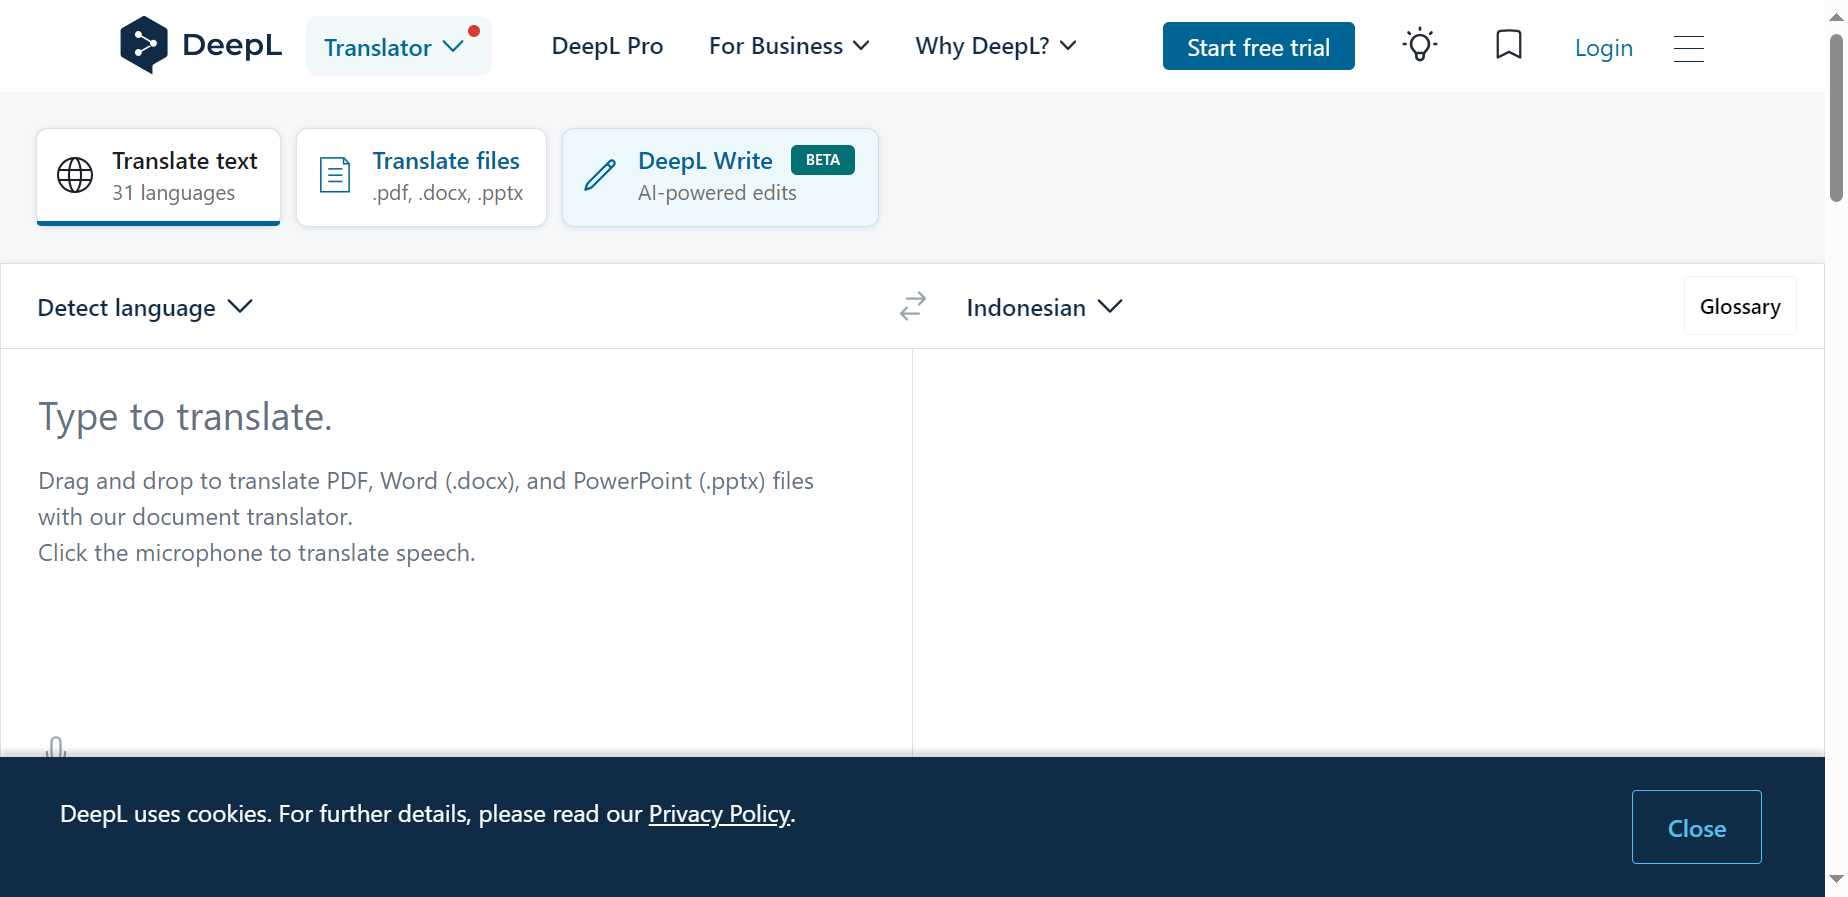 DeepL
Translator
DeepL Pro
For Business
Why DeepL?
Start free trial
Login
Translate text
31 languages
Translate files
.pdf, .docx, .pptx
DeepL Write
BETA
AI-powered edits
Detect language
Indonesian
Glossary
Type to translate.
Drag and drop to translate PDF, Word (.docx), and PowerPoint (.pptx) files
with our document translator.
Click the microphone to translate speech.
DeepL uses cookies. For further details, please read our Privacy Policy.
Close